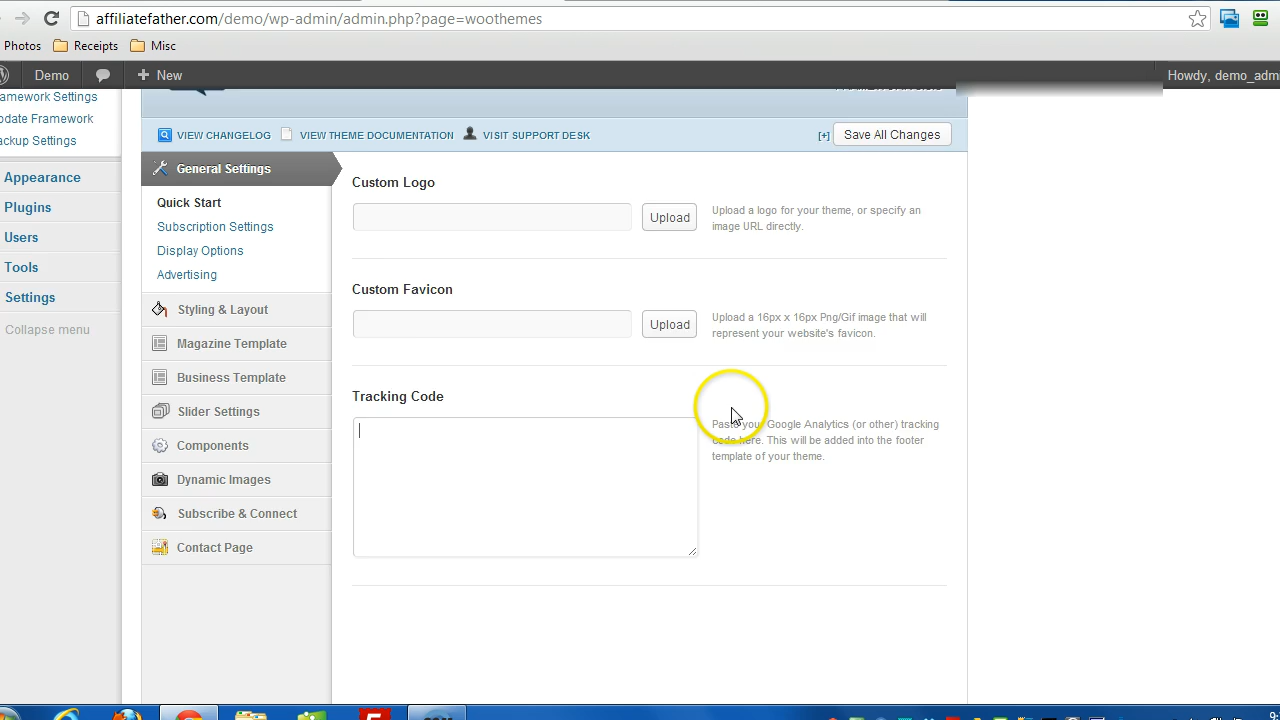 affiliatefather.com/demo/wp-admin/admin.php?page=woothemes
Photos Receipts Misc
Demo New Howdy, demo_adm
amework Settings
pdate Framework
ackup Settings
Appearance
Plugins
Users
Tools
Settings
Collapse menu
VIEW CHANGELOG VIEW THEME DOCUMENTATION VISIT SUPPORT DESK [+] Save All Changes
General Settings
Quick Start
Subscription Settings
Display Options
Advertising
Styling & Layout
Magazine Template
Business Template
Slider Settings
Components
Dynamic Images
Subscribe & Connect
Contact Page
Custom Logo
Upload
Upload a logo for your theme, or specify an
image URL directly.
Custom Favicon
Upload
Upload a 16px x 16px Png/Gif image that will
represent your website's favicon.
Tracking Code
Paste your Google Analytics (or other) tracking
code here. This will be added into the footer
template of your theme.